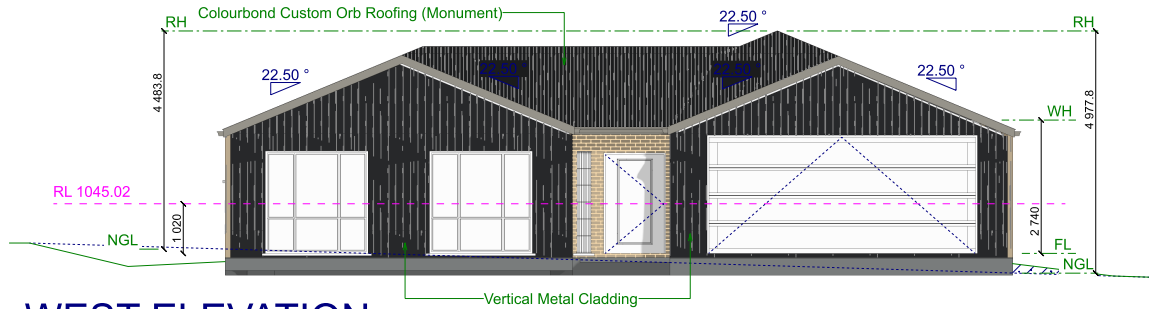 Colourbond Custom Orb Roofing (Monument)
22.50 °
RH
RH
22.50 °
22.50 °
22.50 °
22.50 °
4 483.8
4 977.8
WH
RL 1045.02
1 020
2 740
NGL
FL
NGL
Vertical Metal Cladding
WEST ELEVATION